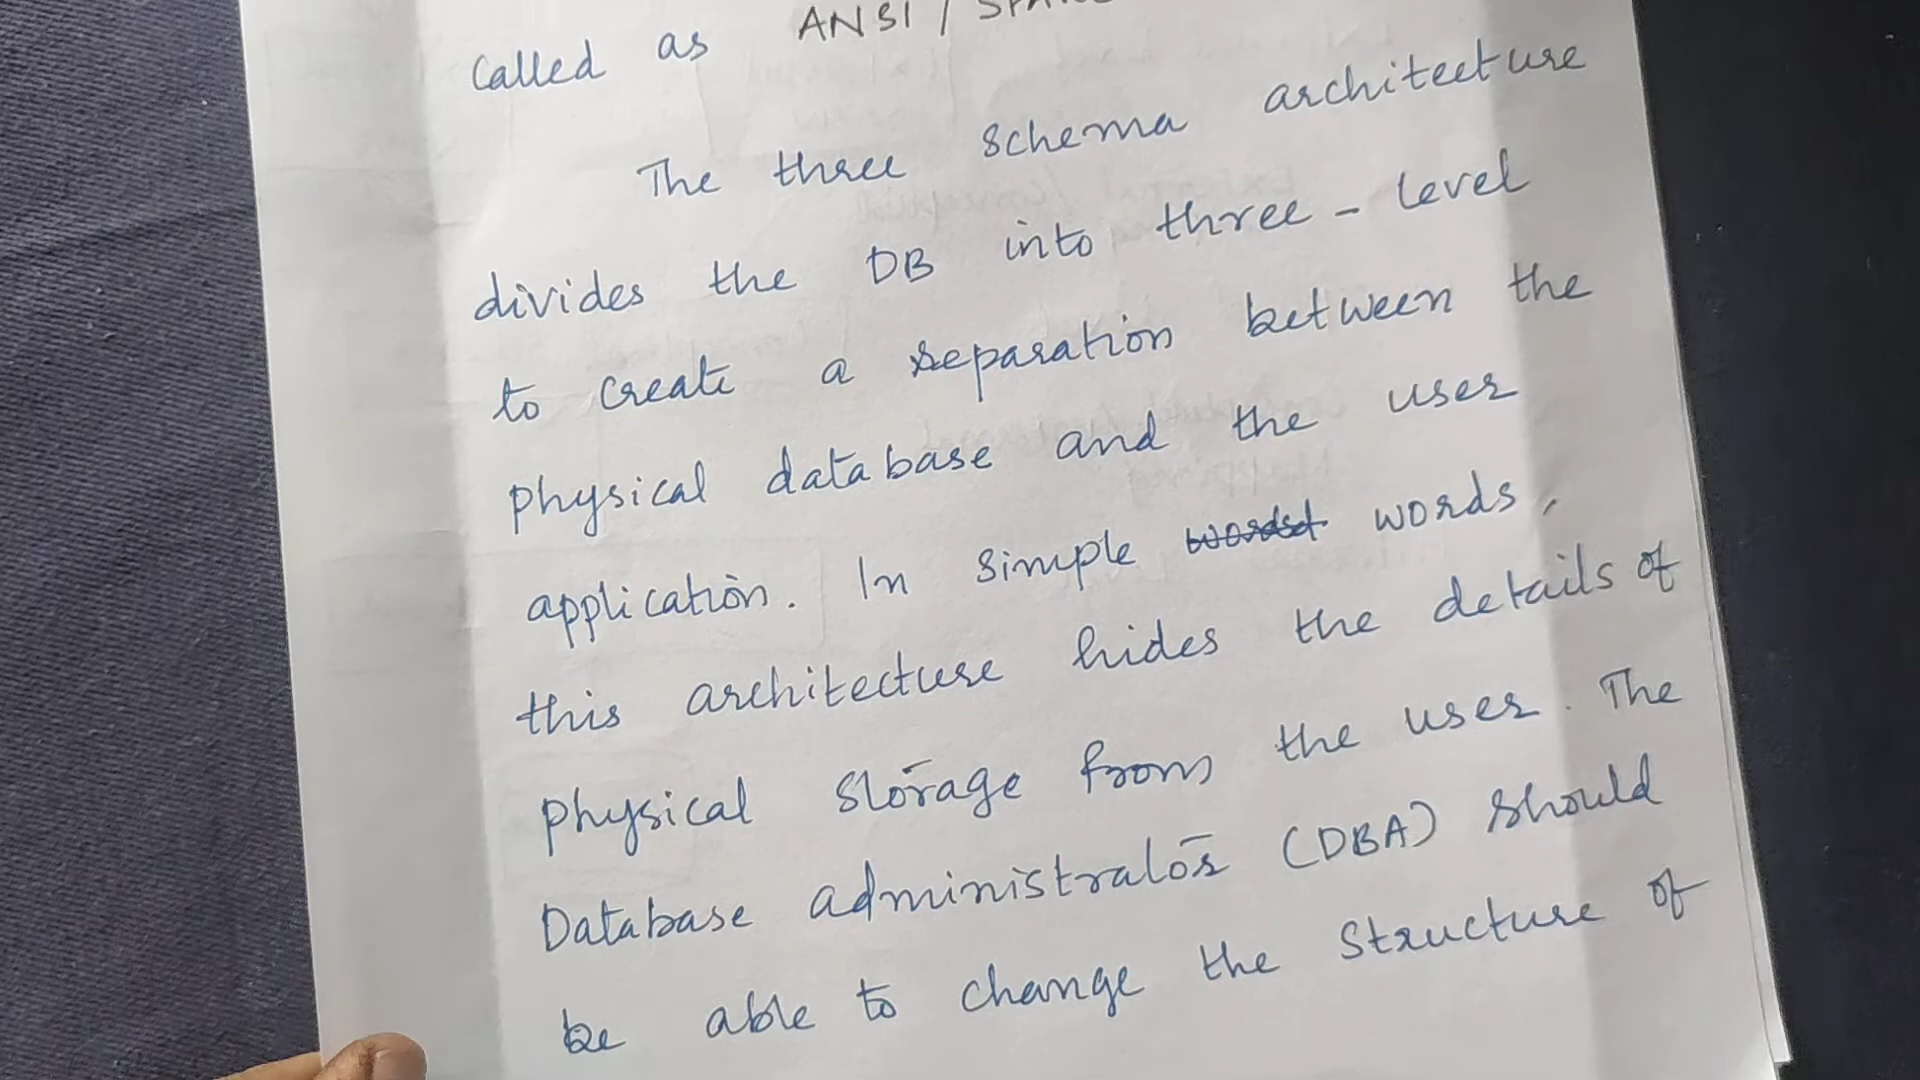 called as ANSI /
The three schema architecture
divides the DB into three - level
to create a separation between the
physical database and the user
application. In simple words,
this architecture hides the details of
physical storage from the user. The
Database administrator (DBA) should
be able to change the structure of